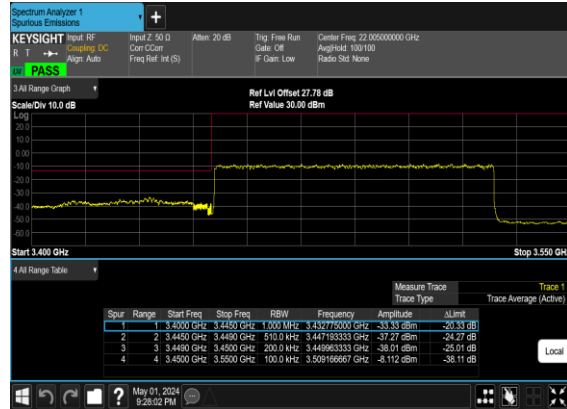 Spectrum Analyzer 1
Spurious Emissions
KEYSIGHT Input: RF Input Z: 50 Ω Atten: 20 dB Trig: Free Run Center Freq: 22.005000000 GHz
R T Coupling: DC Corr CCorr Gate: Off Avg|Hold: 100/100
Align: Auto Freq Ref: Int (S) IF Gain: Low Radio Std: None
LW PASS
3 All Range Graph
Ref Lvl Offset 27.78 dB
Scale/Div 10.0 dB Ref Value 30.00 dBm
Log
20.0
10.0
0.00
-10.0
-20.0
-30.0
-40.0
-50.0
-60.0
Start 3.400 GHz Stop 3.550 GHz
4 All Range Table
Measure Trace Trace 1
Trace Type Trace Average (Active)
Spur Range Start Freq Stop Freq RBW Frequency Amplitude ΔLimit
1 1 3.4000 GHz 3.4450 GHz 1.000 MHz 3.432775000 GHz -33.33 dBm -20.33 dB
2 2 3.4450 GHz 3.4490 GHz 510.0 kHz 3.447193333 GHz -37.27 dBm -24.27 dB
3 3 3.4490 GHz 3.4500 GHz 200.0 kHz 3.449963333 GHz -38.01 dBm -25.01 dB
4 4 3.4500 GHz 3.5500 GHz 100.0 kHz 3.509166667 GHz -8.112 dBm -38.11 dB
Local
? May 01, 2024
9:28:02 PM